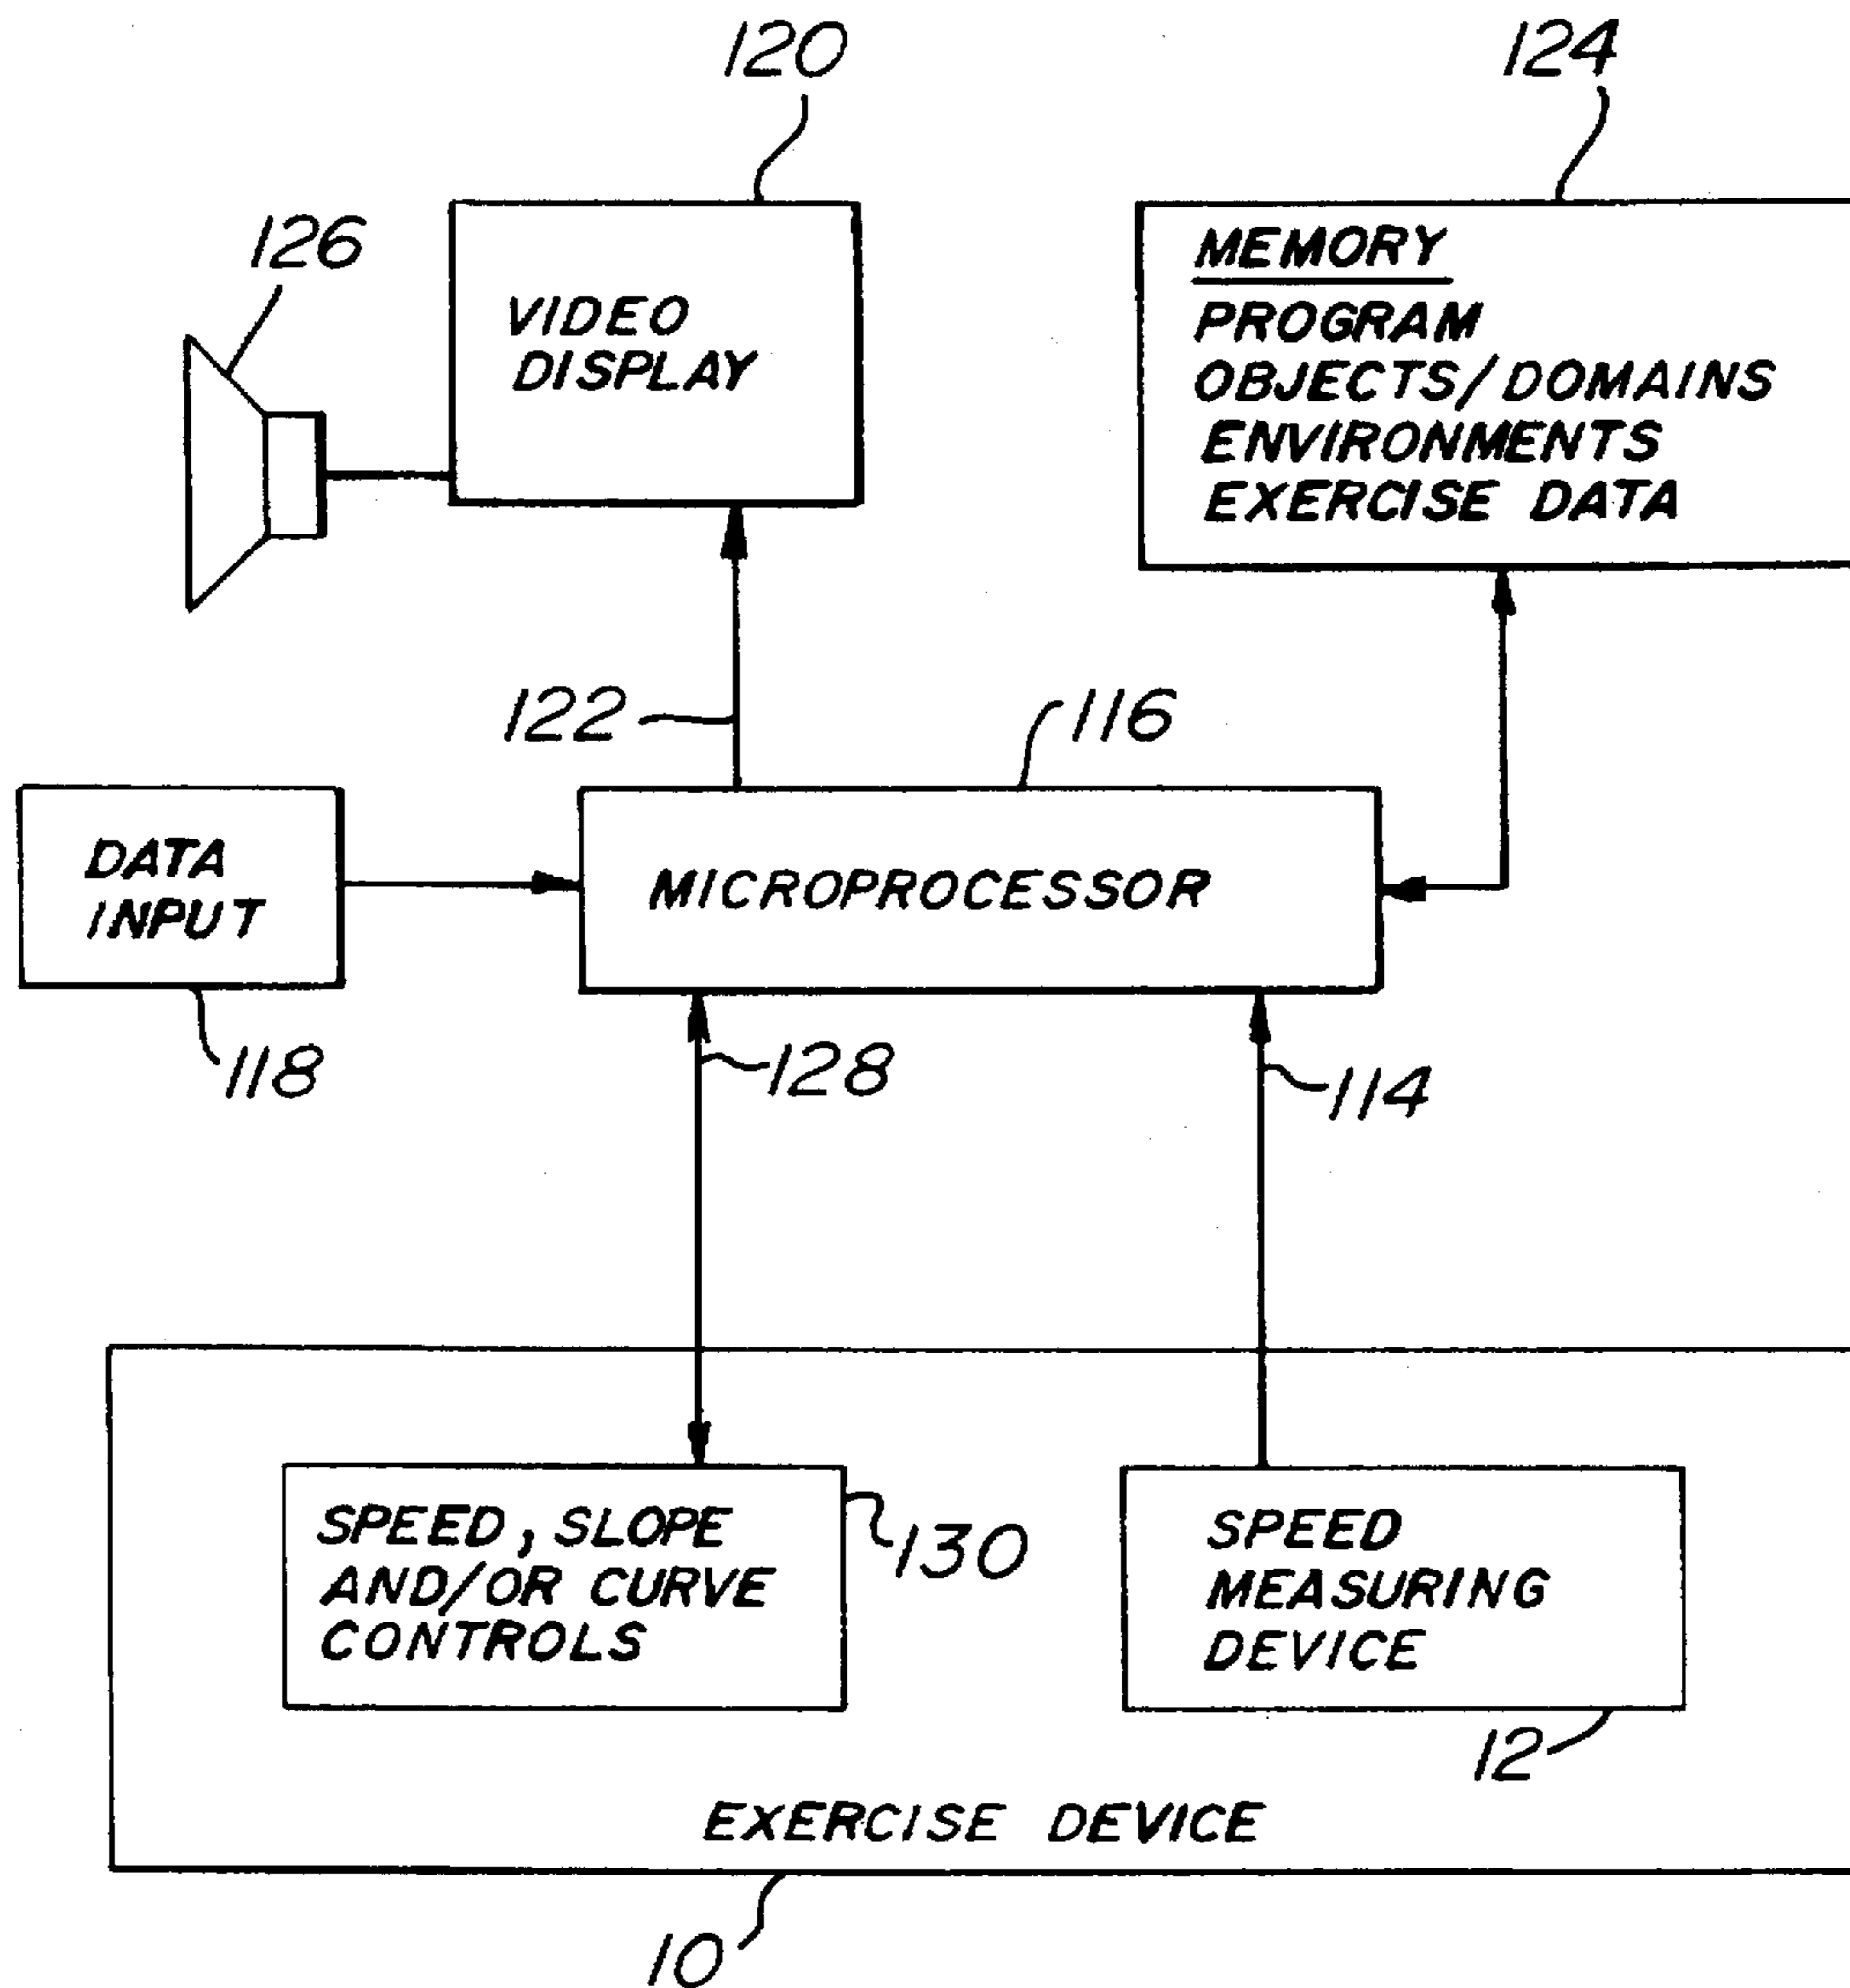 120
124
126
VIDEO
DISPLAY
MEMORY
PROGRAM
OBJECTS/DOMAINS
ENVIRONMENTS
EXERCISE DATA
122
116
DATA
INPUT
MICROPROCESSOR
118
128
114
SPEED, SLOPE
AND/OR CURVE
CONTROLS
130
SPEED
MEASURING
DEVICE
12
EXERCISE DEVICE
10